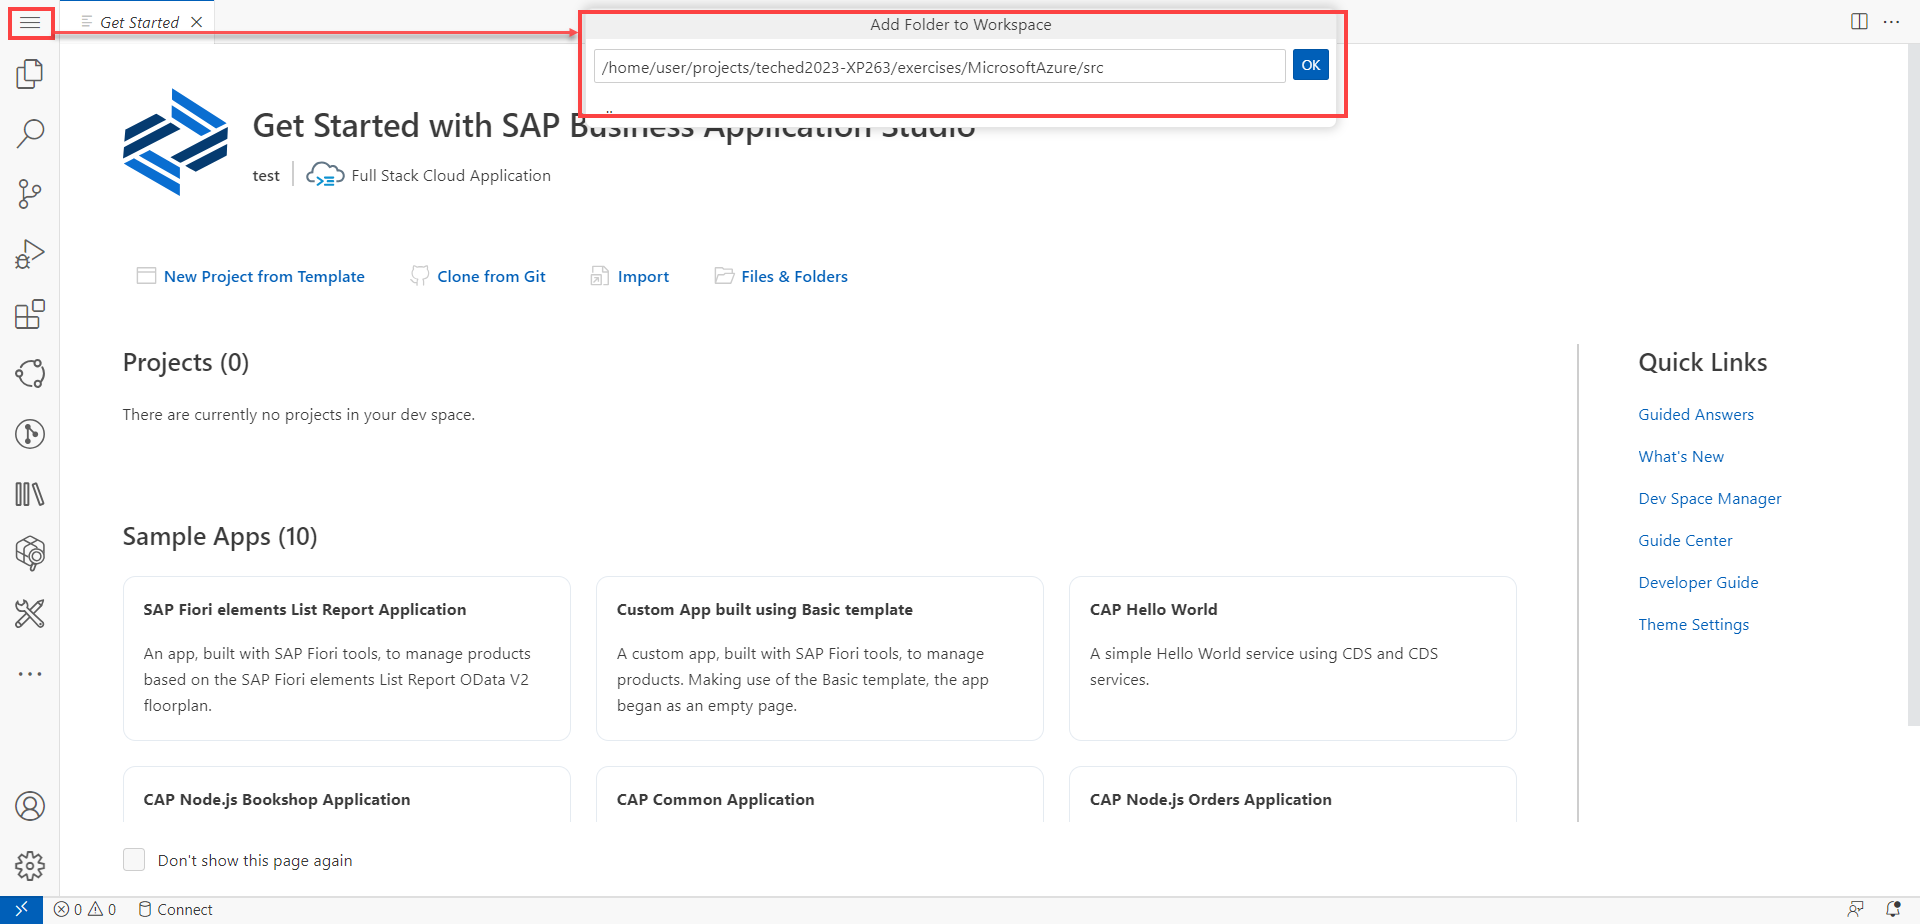 Get Started
Add Folder to Workspace
/home/user/projects/teched2023-XP263/exercises/MicrosoftAzure/src
OK
..
Get Started with SAP Business Application Studio
test
Full Stack Cloud Application
New Project from Template
Clone from Git
Import
Files & Folders
Projects (0)
There are currently no projects in your dev space.
Sample Apps (10)
SAP Fiori elements List Report Application
An app, built with SAP Fiori tools, to manage products
based on the SAP Fiori elements List Report OData V2
floorplan.
Custom App built using Basic template
A custom app, built with SAP Fiori tools, to manage
products. Making use of the Basic template, the app
began as an empty page.
CAP Hello World
A simple Hello World service using CDS and CDS
services.
CAP Node.js Bookshop Application
CAP Common Application
CAP Node.js Orders Application
Quick Links
Guided Answers
What's New
Dev Space Manager
Guide Center
Developer Guide
Theme Settings
Don't show this page again
0
0
Connect